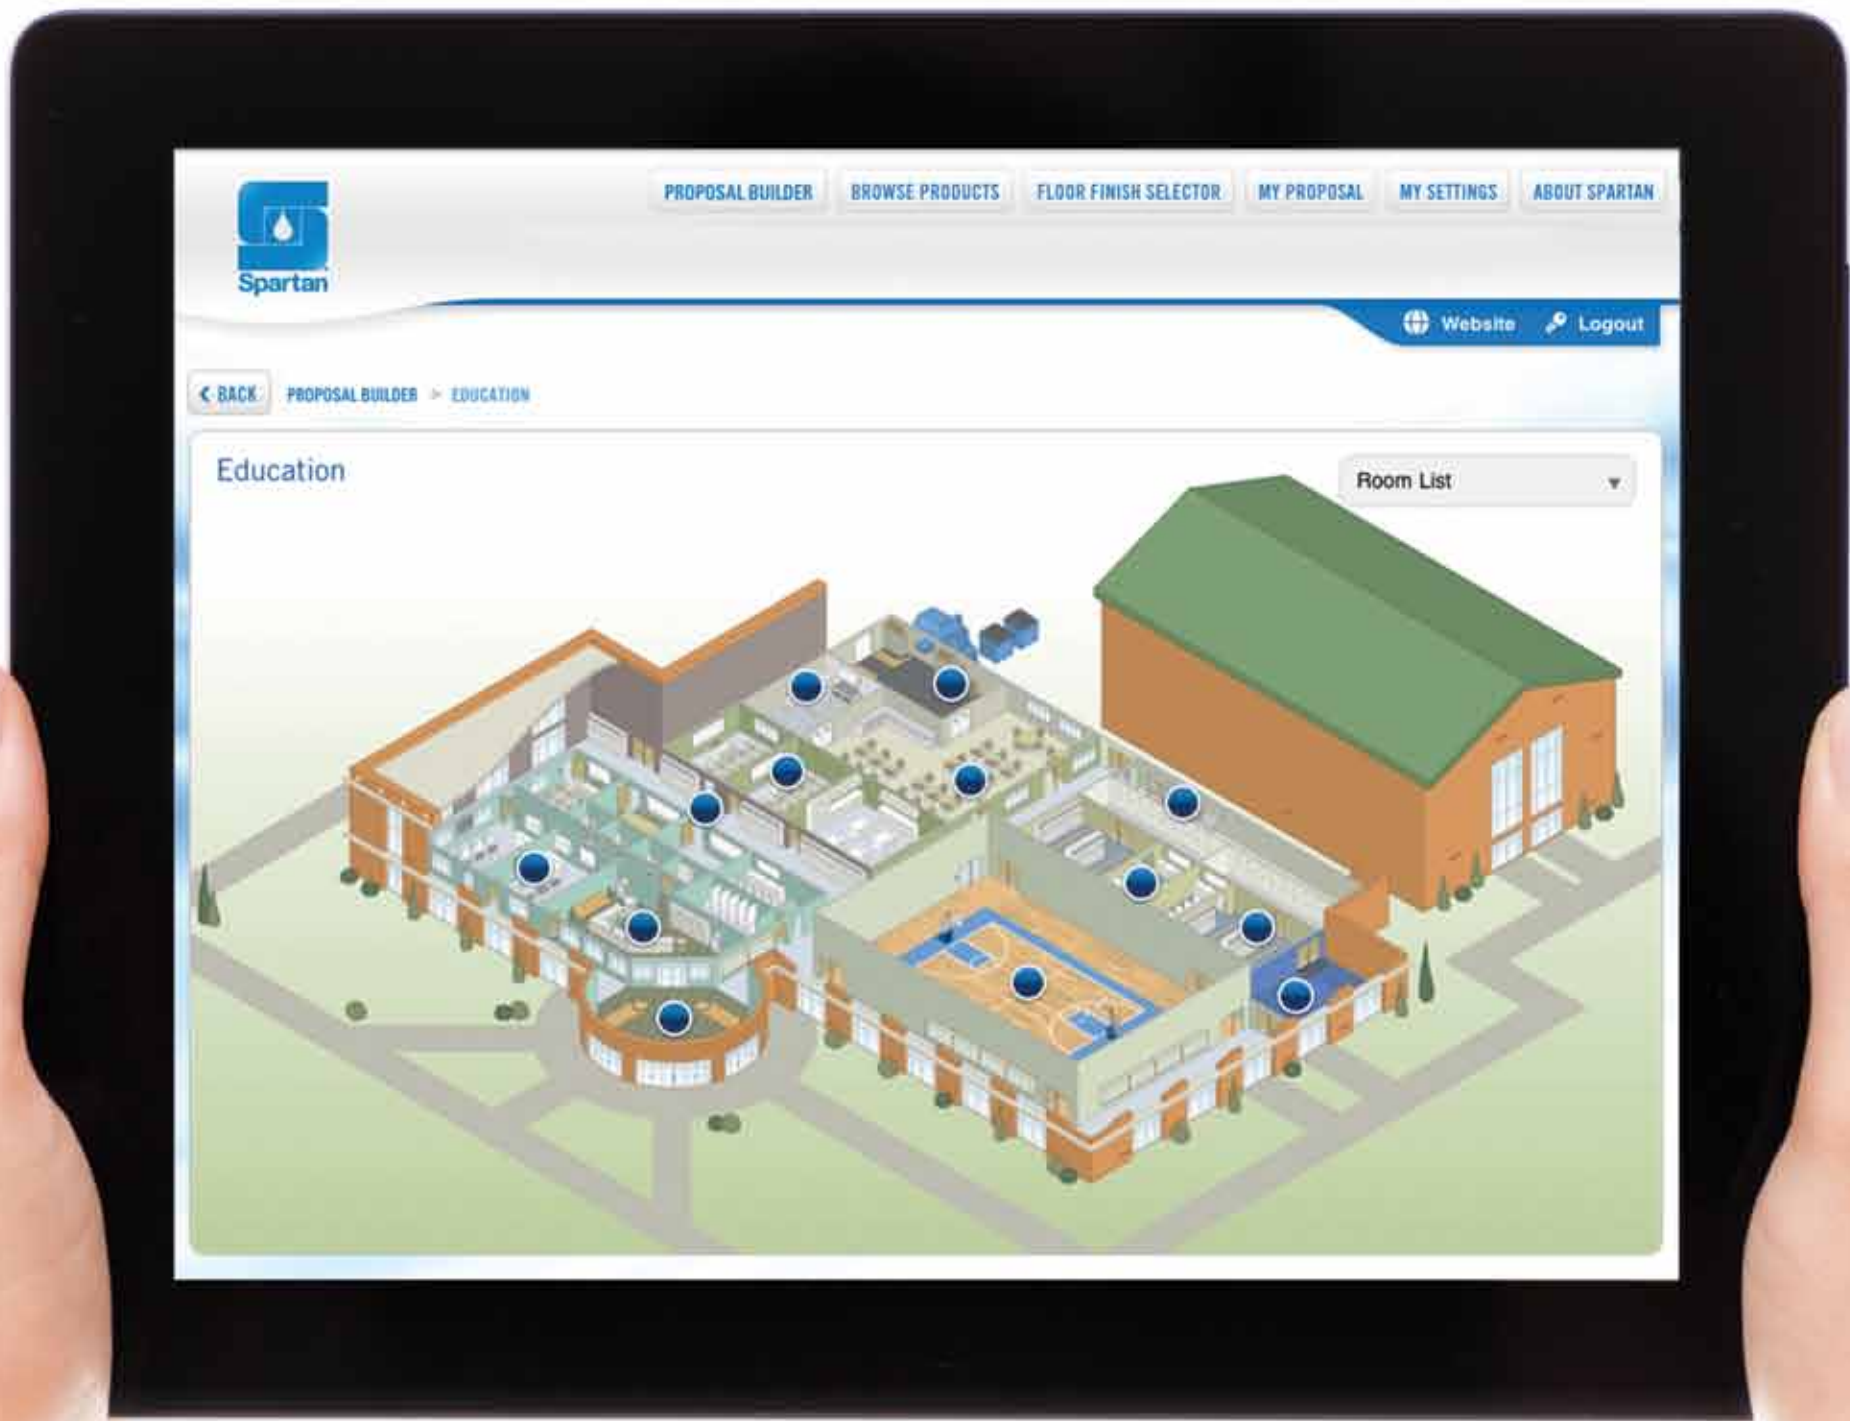 Spartan
PROPOSAL BUILDER BROWSE PRODUCTS FLOOR FINISH SELECTOR MY PROPOSAL MY SETTINGS ABOUT SPARTAN
Website Logout
< BACK PROPOSAL BUILDER > EDUCATION
Education
Room List